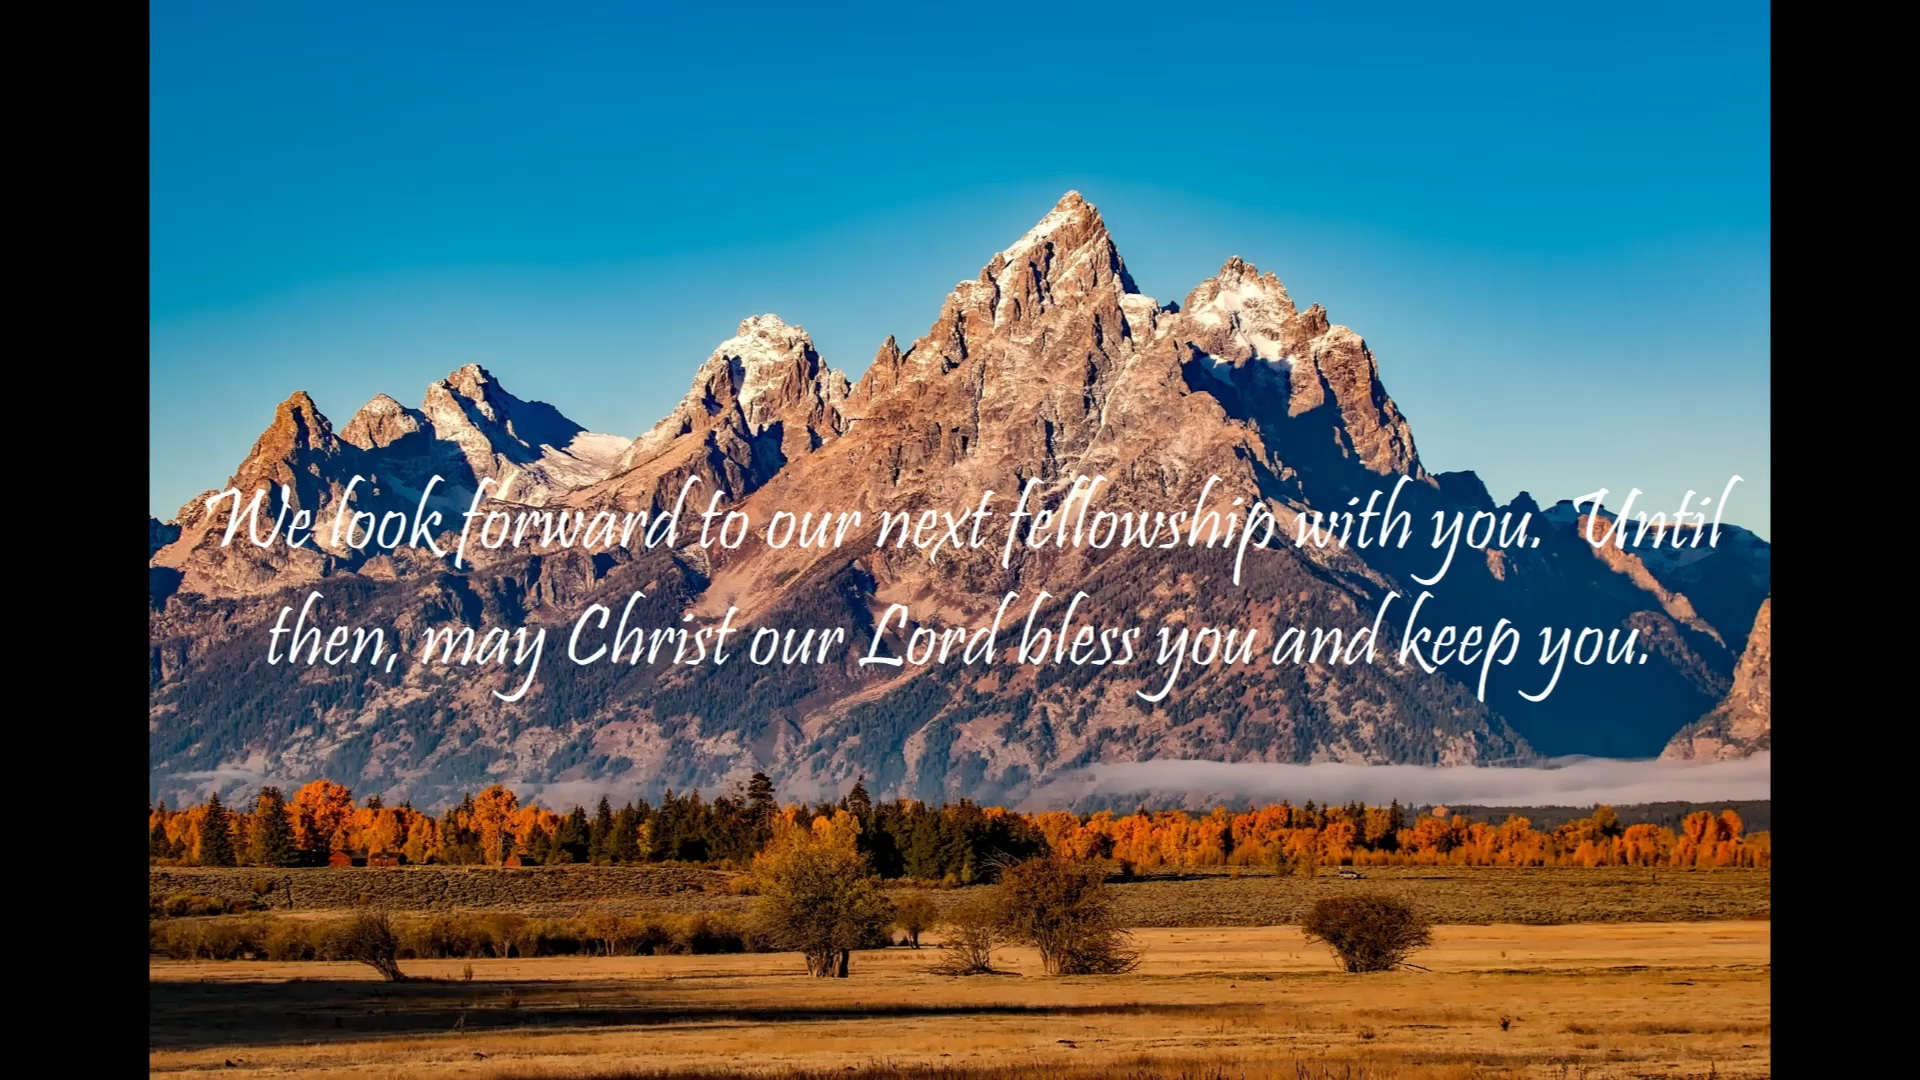 We look forward to our next fellowship with you. Until
then, may Christ our Lord bless you and keep you.